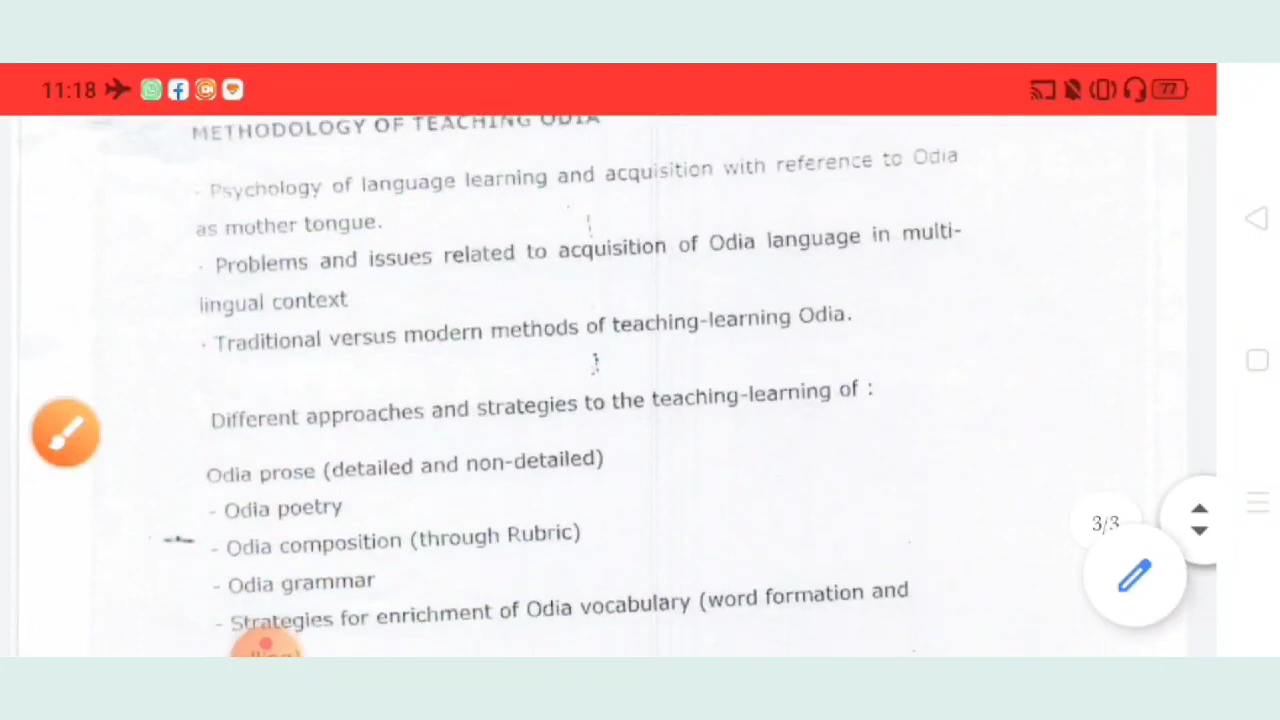 11:18
77
METHODOLOGY OF TEACHING ODIA
· Psychology of language learning and acquisition with reference to Odia
as mother tongue.
· Problems and issues related to acquisition of Odia language in multi-
lingual context
· Traditional versus modern methods of teaching-learning Odia.
Different approaches and strategies to the teaching-learning of :
Odia prose (detailed and non-detailed)
- Odia poetry
- Odia composition (through Rubric)
- Odia grammar
- Strategies for enrichment of Odia vocabulary (word formation and
3/3